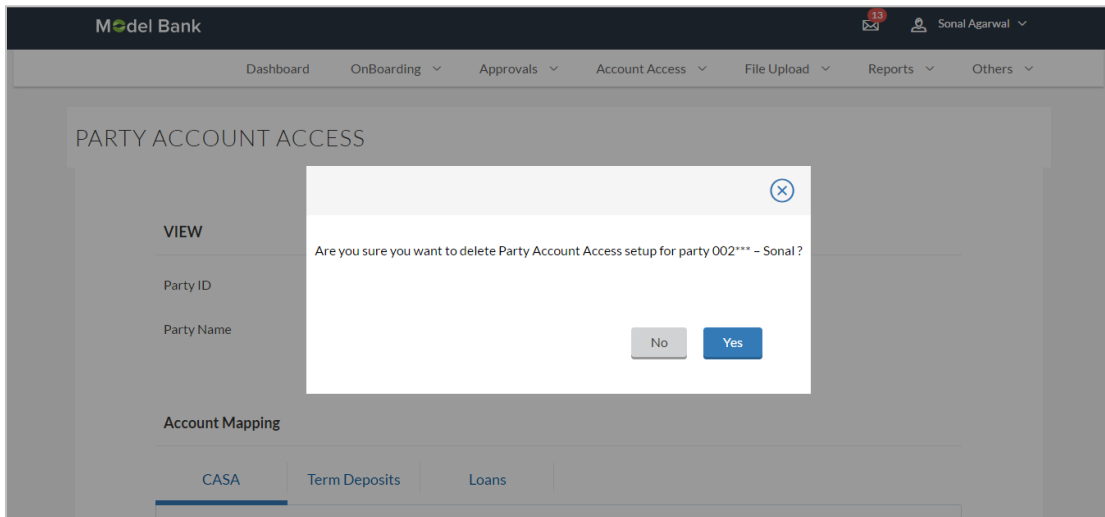 Model Bank
13
Sonal Agarwal
Dashboard OnBoarding Approvals Account Access File Upload Reports Others
PARTY ACCOUNT ACCESS
VIEW
Are you sure you want to delete Party Account Access setup for party 002*** – Sonal ?
Party ID
Party Name
No Yes
Account Mapping
CASA Term Deposits Loans